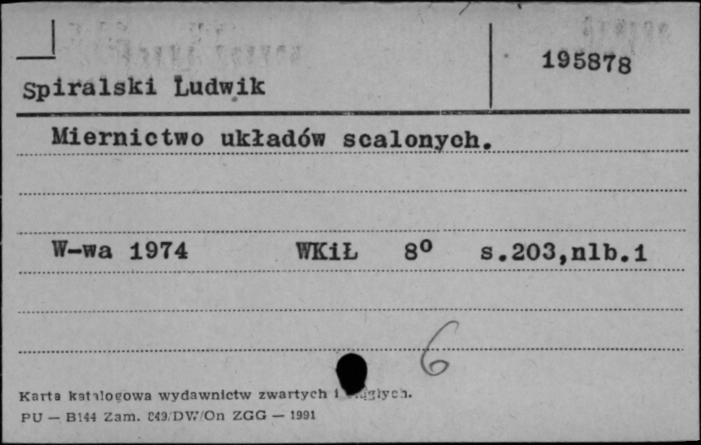 195878
Spiralski Ludwik
Miernictwo układów scalonych.
W-wa 1974 WKiŁ 8° s.203,nlb.1
6
Karta katalogowa wydawnictw zwartych i
PU — B144 Zam. 849/DW/On ZGG — 1991